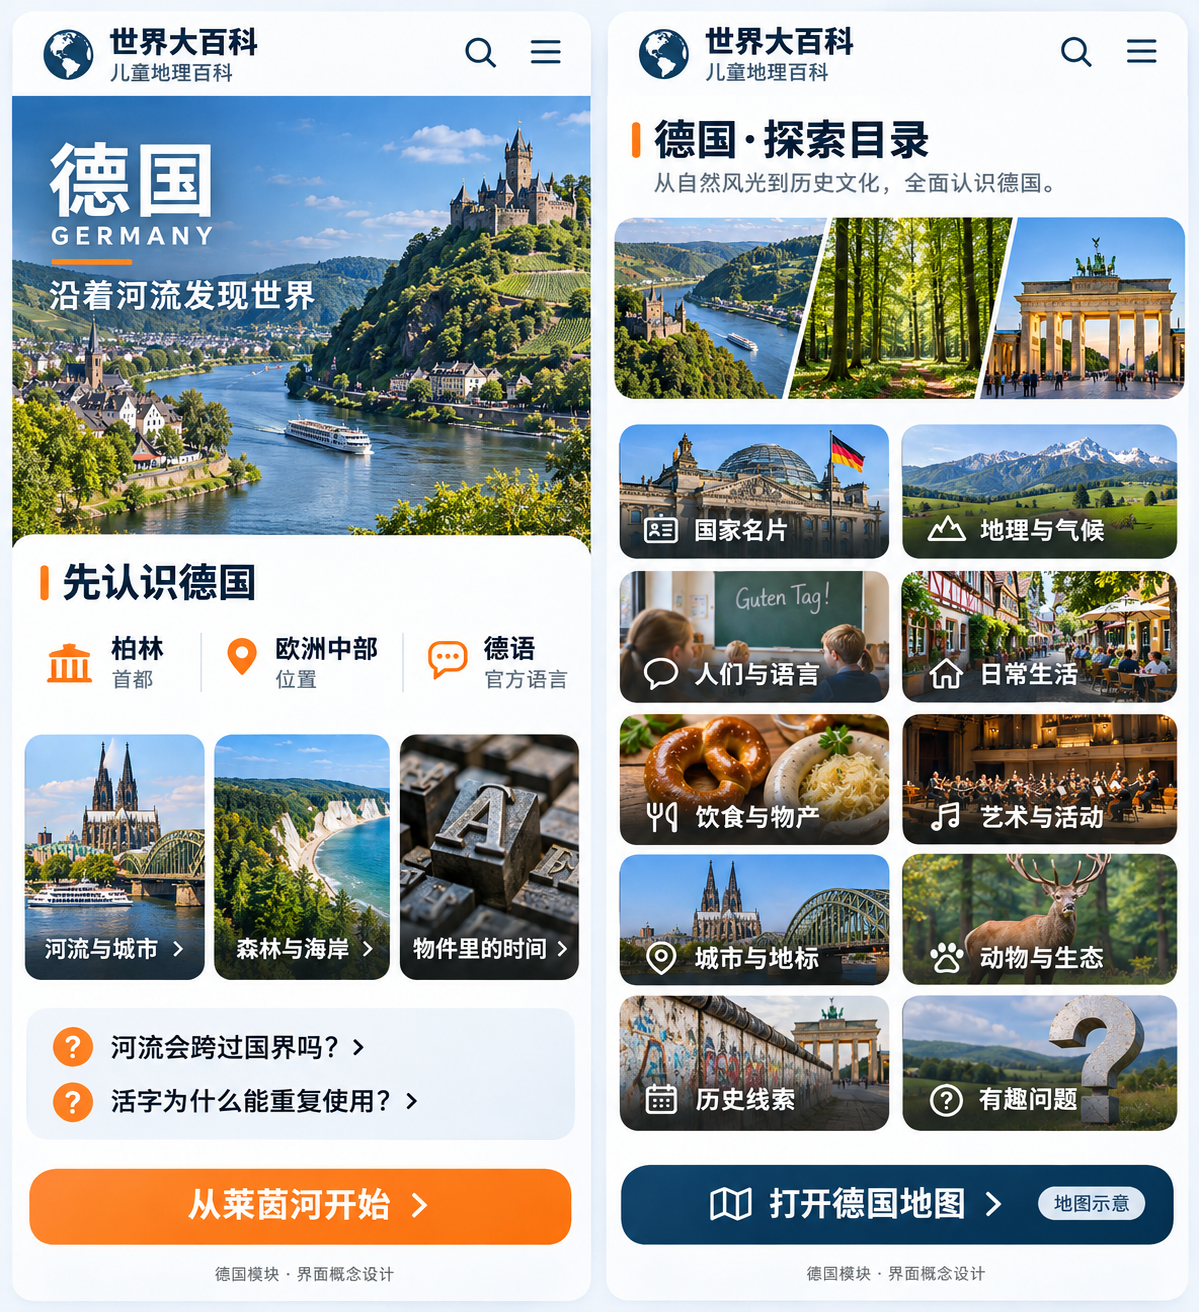 世界大百科
儿童地理百科
德国
GERMANY
沿着河流发现世界
先认识德国
柏林
首都
欧洲中部
位置
德语
官方语言
河流与城市
森林与海岸
物件里的时间
A
河流会跨过国界吗？
活字为什么能重复使用？
从莱茵河开始
德国模块 · 界面概念设计
世界大百科
儿童地理百科
德国·探索目录
从自然风光到历史文化，全面认识德国。
国家名片
地理与气候
Guten Tag!
人们与语言
日常生活
饮食与物产
艺术与活动
城市与地标
动物与生态
历史线索
?
有趣问题
打开德国地图
地图示意
德国模块 · 界面概念设计